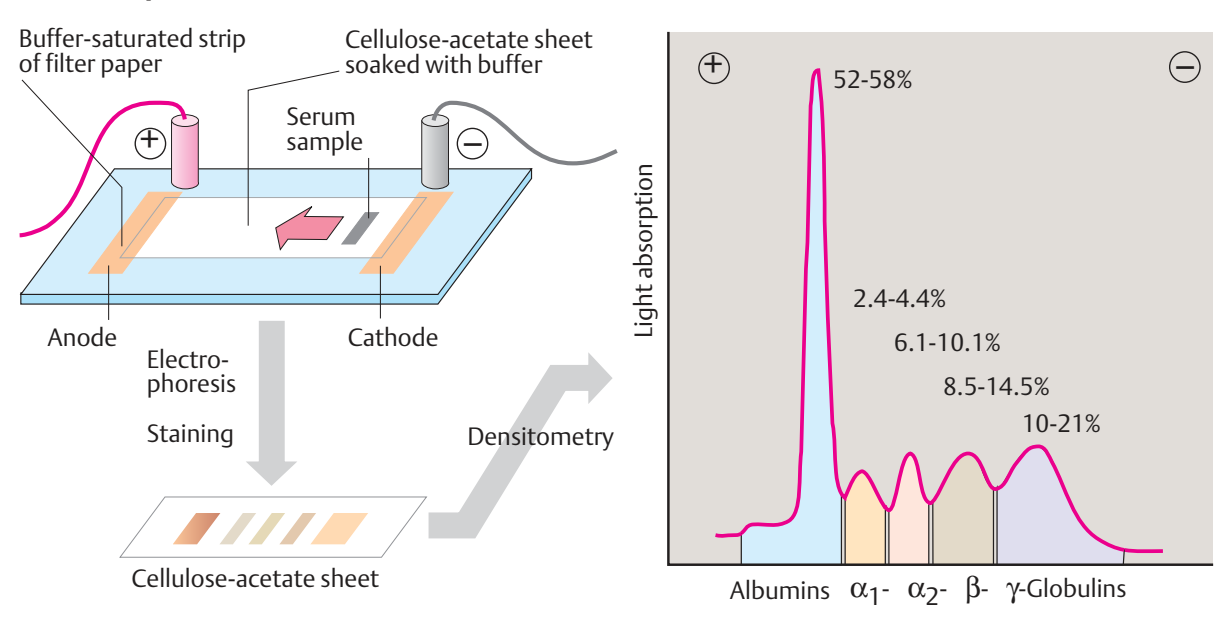 Buffer-saturated strip
of filter paper
Cellulose-acetate sheet
soaked with buffer
Serum
sample
+
−
Anode
Cathode
Electro-
phoresis
Staining
Densitometry
Cellulose-acetate sheet
+
−
52-58%
2.4-4.4%
6.1-10.1%
8.5-14.5%
10-21%
Light absorption
Albumins α1- α2- β- γ-Globulins